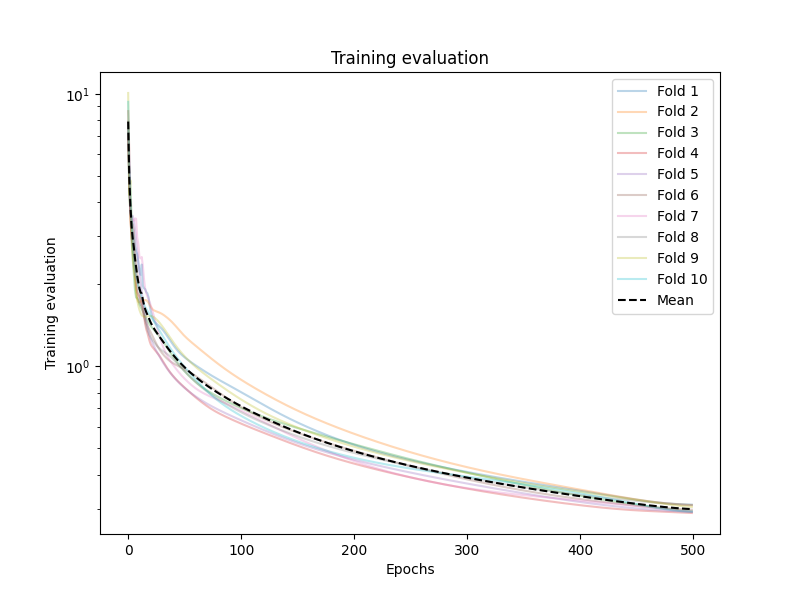 Training evaluation
10¹
10⁰
Training evaluation
0
100
200
300
400
500
Epochs
Fold 1
Fold 2
Fold 3
Fold 4
Fold 5
Fold 6
Fold 7
Fold 8
Fold 9
Fold 10
Mean